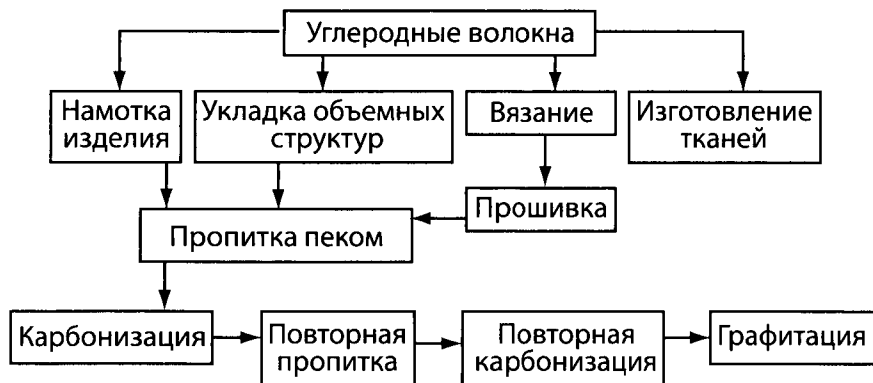 Углеродные волокна
Намотка
изделия
Укладка объемных
структур
Вязание
Изготовление
тканей
Прошивка
Пропитка пеком
Карбонизация
Повторная
пропитка
Повторная
карбонизация
Графитация